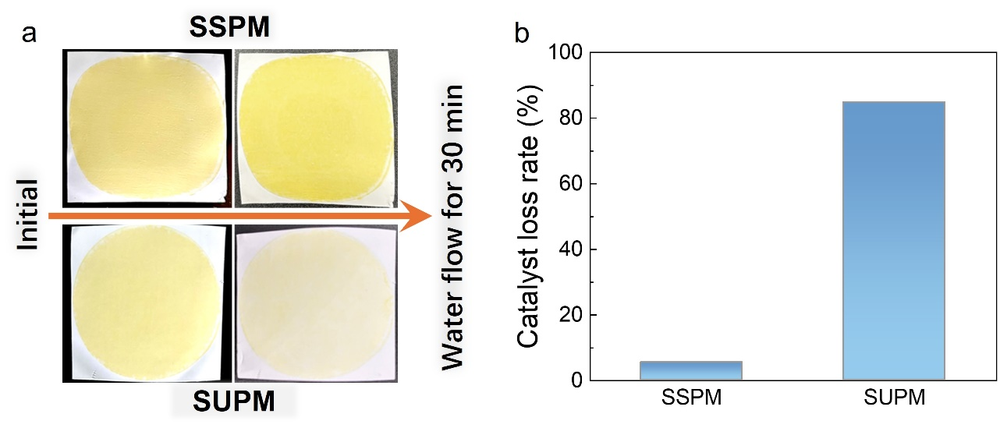 a
SSPM
Initial
Water flow for 30 min
SUPM
b
Catalyst loss rate (%)
100
80
60
40
20
0
SSPM
SUPM